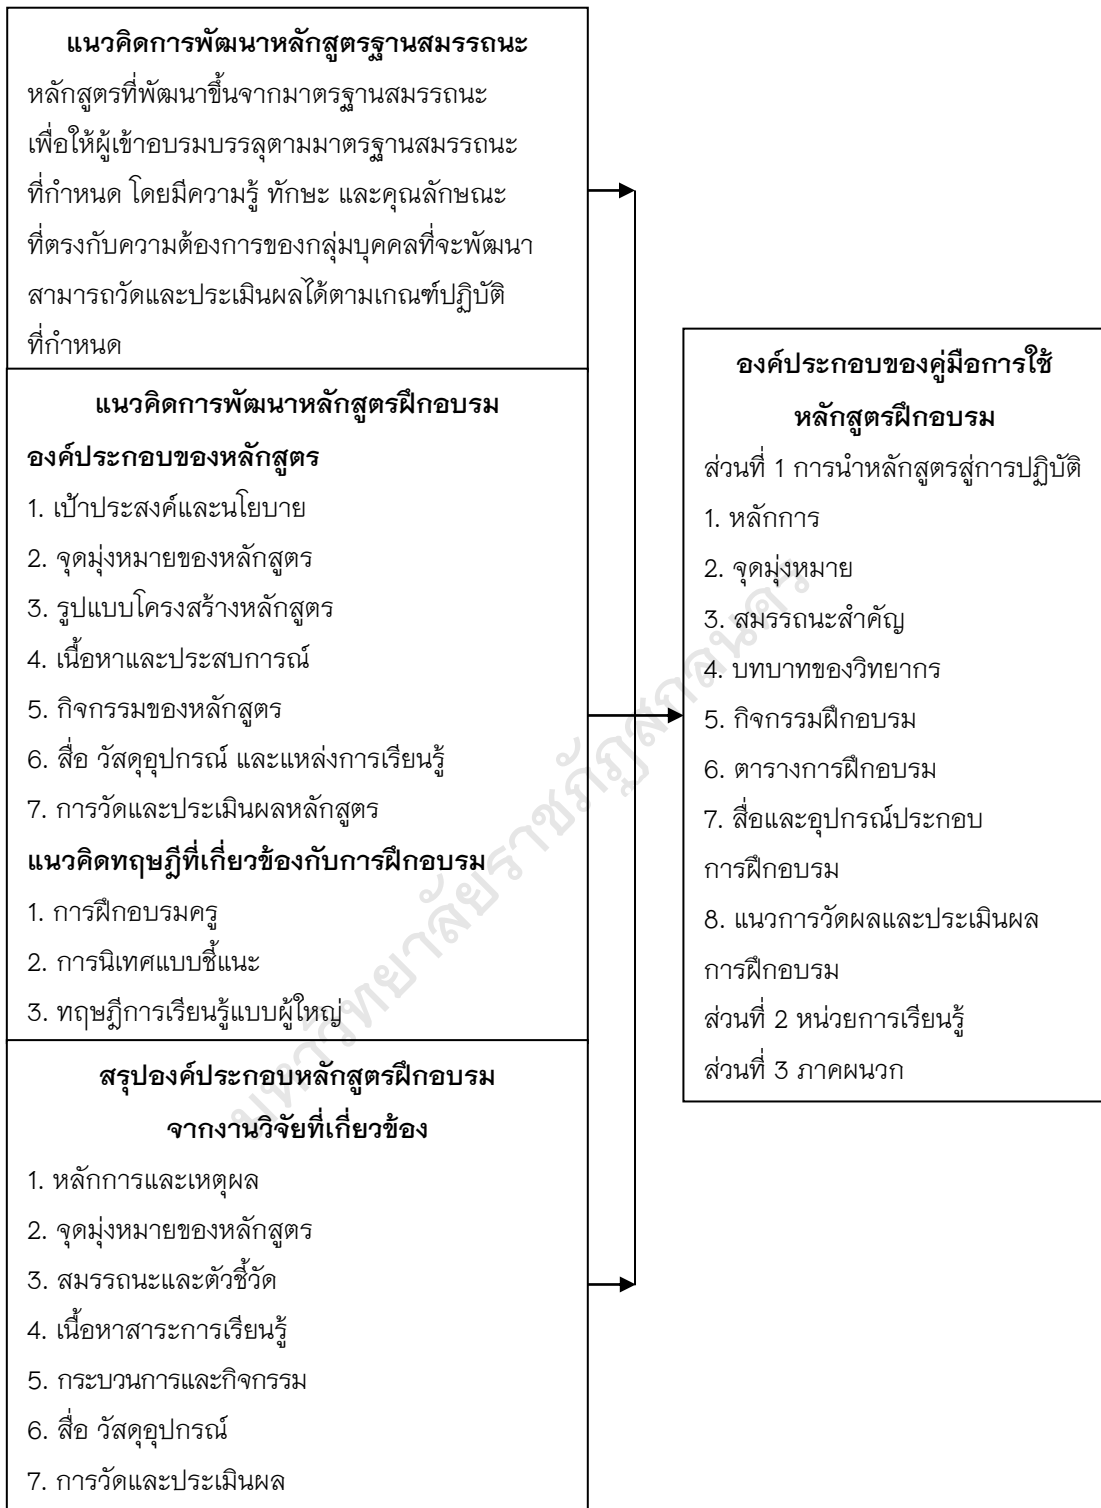 แนวคิดการพัฒนาหลักสูตรฐานสมรรถนะ
หลักสูตรที่พัฒนาขึ้นจากมาตรฐานสมรรถนะ
เพื่อให้ผู้เข้าอบรมบรรลุตามมาตรฐานสมรรถนะ
ที่กำหนด โดยมีความรู้ ทักษะ และคุณลักษณะ
ที่ตรงกับความต้องการของกลุ่มบุคคลที่จะพัฒนา
สามารถวัดและประเมินผลได้ตามเกณฑ์ปฏิบัติ
ที่กำหนด
แนวคิดการพัฒนาหลักสูตรฝึกอบรม
องค์ประกอบของหลักสูตร
1. เป้าประสงค์และนโยบาย
2. จุดมุ่งหมายของหลักสูตร
3. รูปแบบโครงสร้างหลักสูตร
4. เนื้อหาและประสบการณ์
5. กิจกรรมของหลักสูตร
6. สื่อ วัสดุอุปกรณ์ และแหล่งการเรียนรู้
7. การวัดและประเมินผลหลักสูตร
แนวคิดทฤษฎีที่เกี่ยวข้องกับการฝึกอบรม
1. การฝึกอบรมครู
2. การนิเทศแบบชี้แนะ
3. ทฤษฎีการเรียนรู้แบบผู้ใหญ่
สรุปองค์ประกอบหลักสูตรฝึกอบรม
จากงานวิจัยที่เกี่ยวข้อง
1. หลักการและเหตุผล
2. จุดมุ่งหมายของหลักสูตร
3. สมรรถนะและตัวชี้วัด
4. เนื้อหาสาระการเรียนรู้
5. กระบวนการและกิจกรรม
6. สื่อ วัสดุอุปกรณ์
7. การวัดและประเมินผล
องค์ประกอบของคู่มือการใช้
หลักสูตรฝึกอบรม
ส่วนที่ 1 การนำหลักสูตรสู่การปฏิบัติ
1. หลักการ
2. จุดมุ่งหมาย
3. สมรรถนะสำคัญ
4. บทบาทของวิทยากร
5. กิจกรรมฝึกอบรม
6. ตารางการฝึกอบรม
7. สื่อและอุปกรณ์ประกอบ
การฝึกอบรม
8. แนวการวัดผลและประเมินผล
การฝึกอบรม
ส่วนที่ 2 หน่วยการเรียนรู้
ส่วนที่ 3 ภาคผนวก
มหาวิทยาลัยราชภัฏสกลนคร